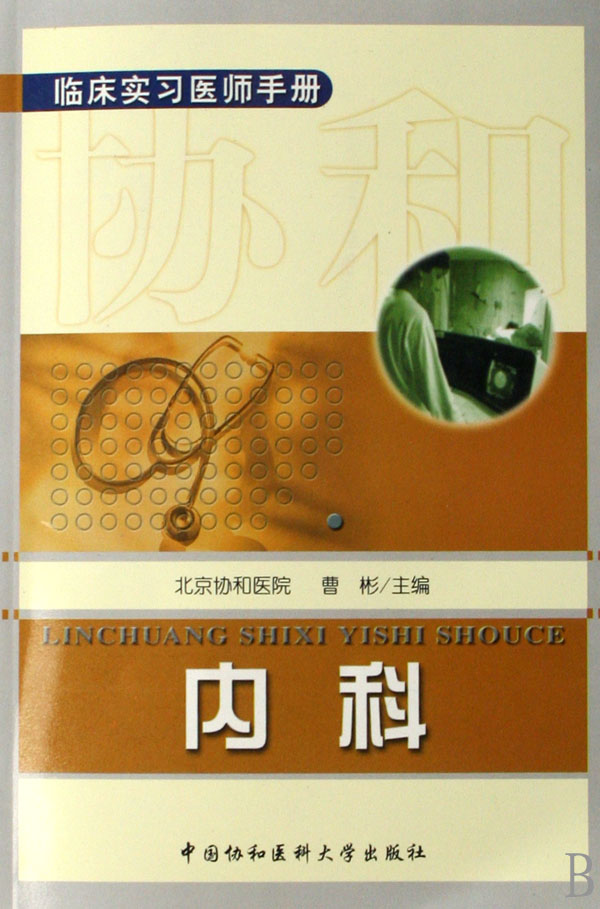 临床实习医师手册
协和
北京协和医院 曹 彬/主编
LINCHUANG SHIXI YISHI SHOUCE
内科
中国协和医科大学出版社
B